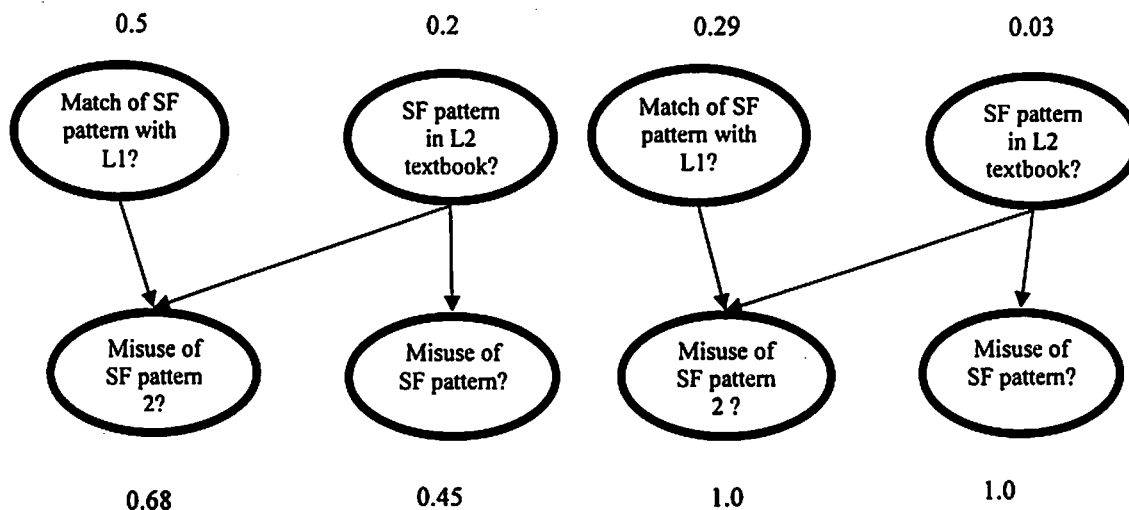 0.5
0.2
0.29
0.03
Match of SF
pattern with
L1?
SF pattern
in L2
textbook?
Match of SF
pattern with
L1?
SF pattern
in L2
textbook?
Misuse of
SF pattern
2?
Misuse of
SF pattern?
Misuse of
SF pattern
2 ?
Misuse of
SF pattern?
0.68
0.45
1.0
1.0